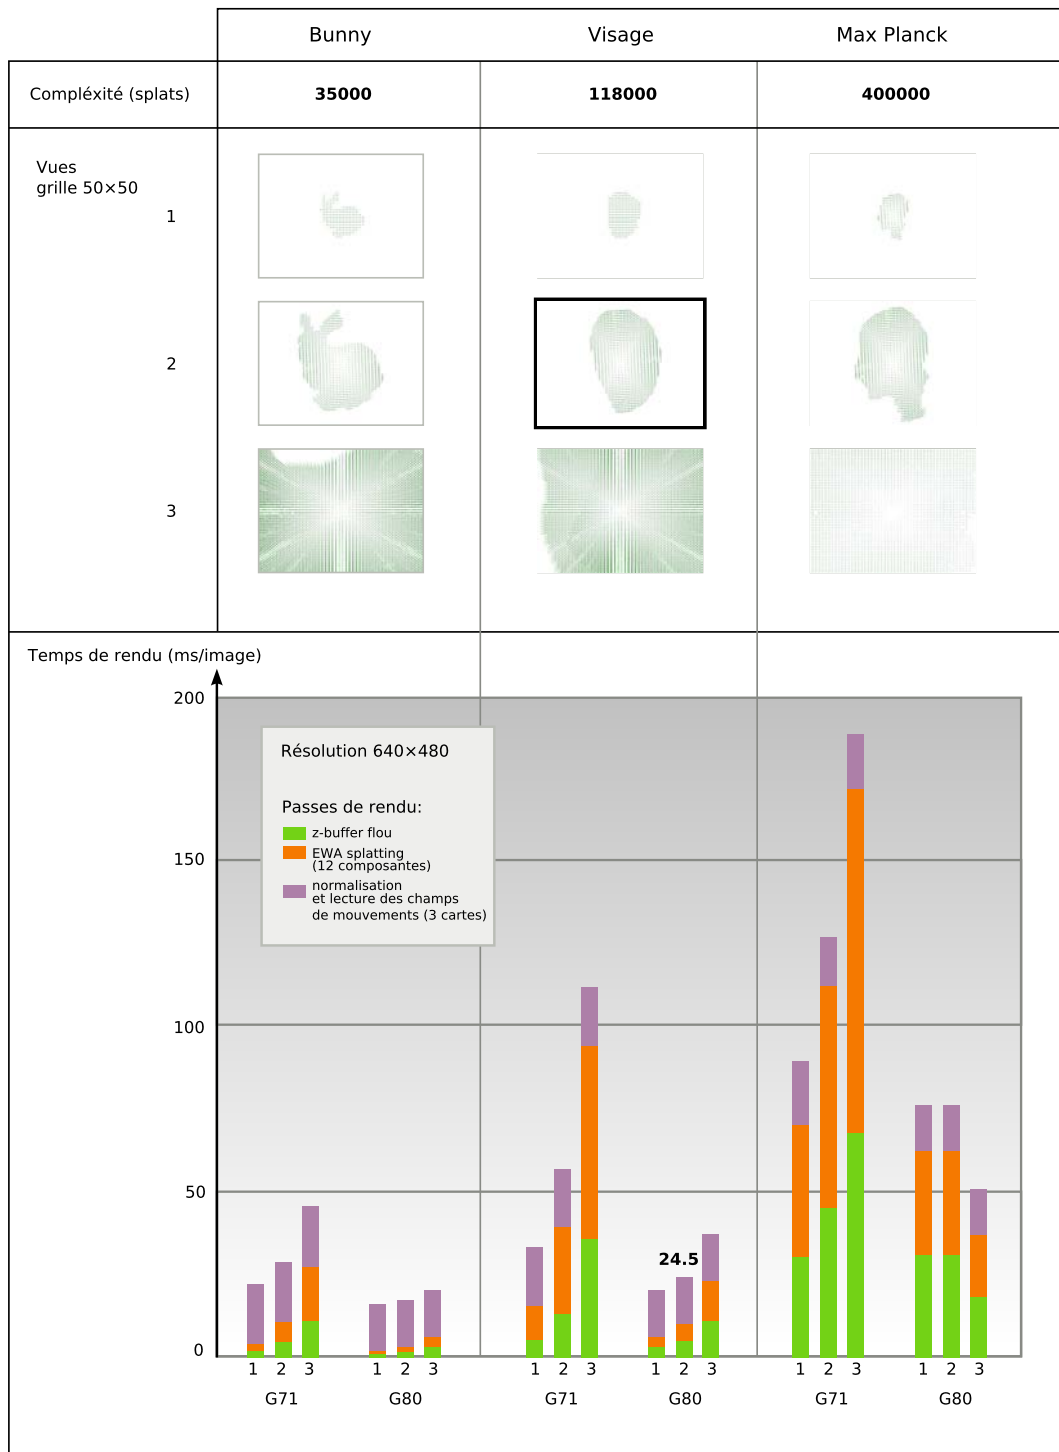 Bunny Visage Max Planck
Compléxité (splats) 35000 118000 400000
Vues
grille 50×50
1
2
3
Temps de rendu (ms/image)
200
150
100
50
0
Résolution 640×480
Passes de rendu:
z-buffer flou
EWA splatting
(12 composantes)
normalisation
et lecture des champs
de mouvements (3 cartes)
24.5
1 2 3 1 2 3 1 2 3 1 2 3 1 2 3 1 2 3
G71 G80 G71 G80 G71 G80